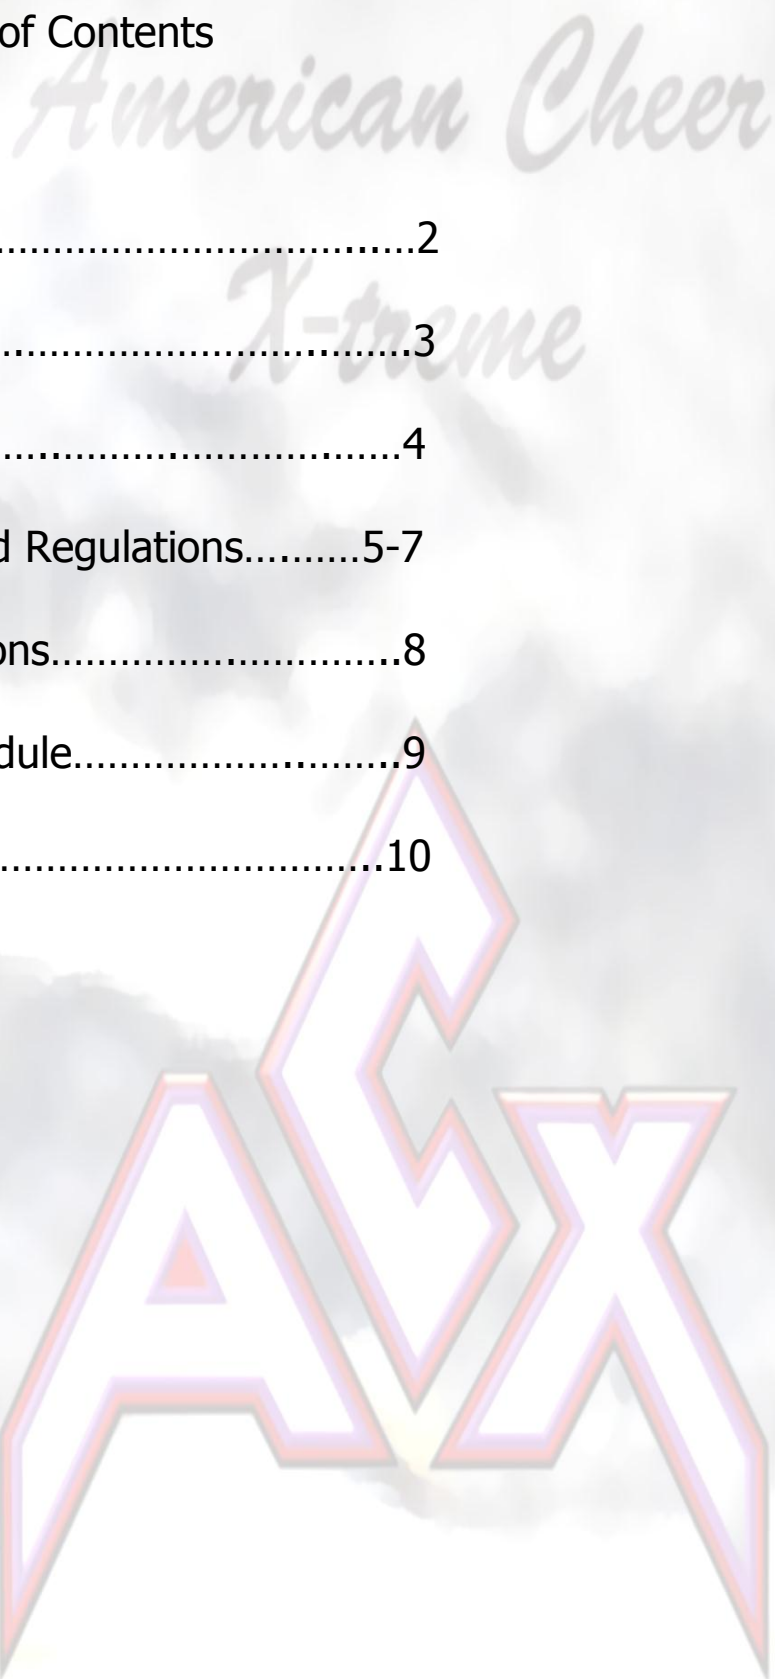 of Contents
American Cheer
...............................2
X-treme
...............................3
...............................4
d Regulations..........5-7
ons...............................8
dule.............................9
...............................10
ACX